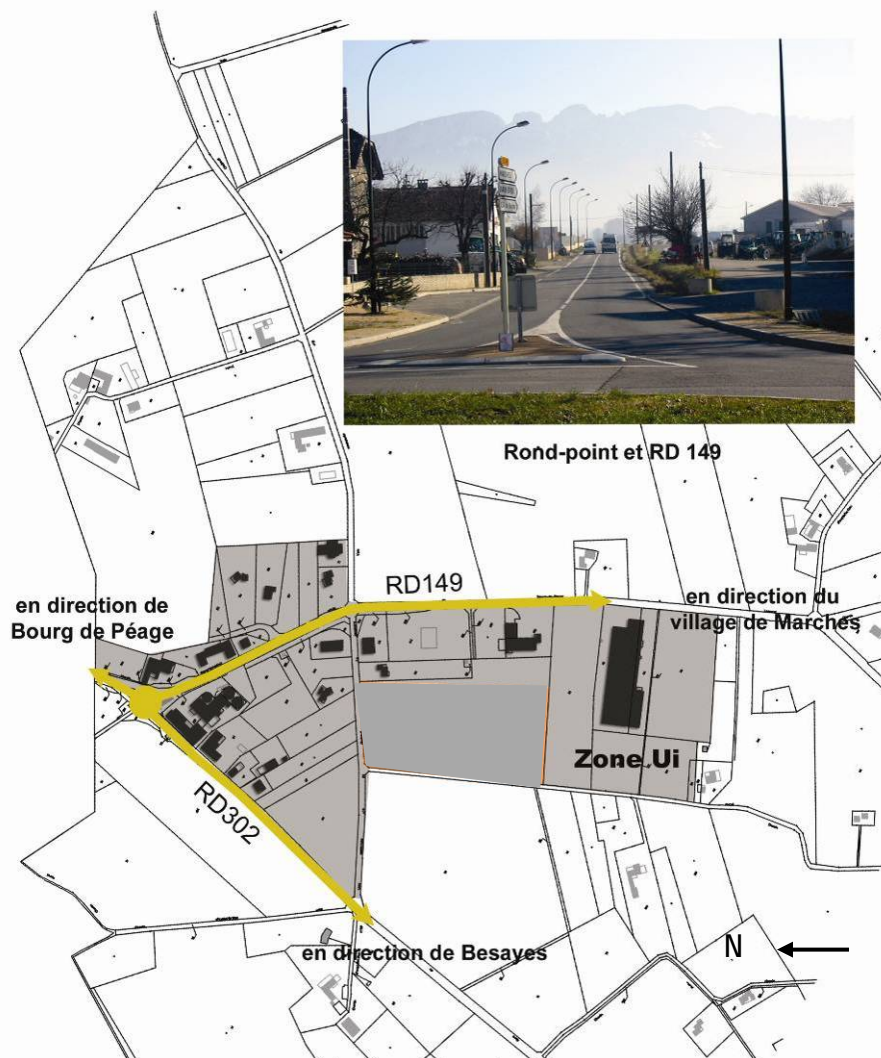 Rond-point et RD 149
RD149
en direction de
Bourg de Péage
en direction du
village de Marches
Zone Ui
RD302
en direction de Besayes
N